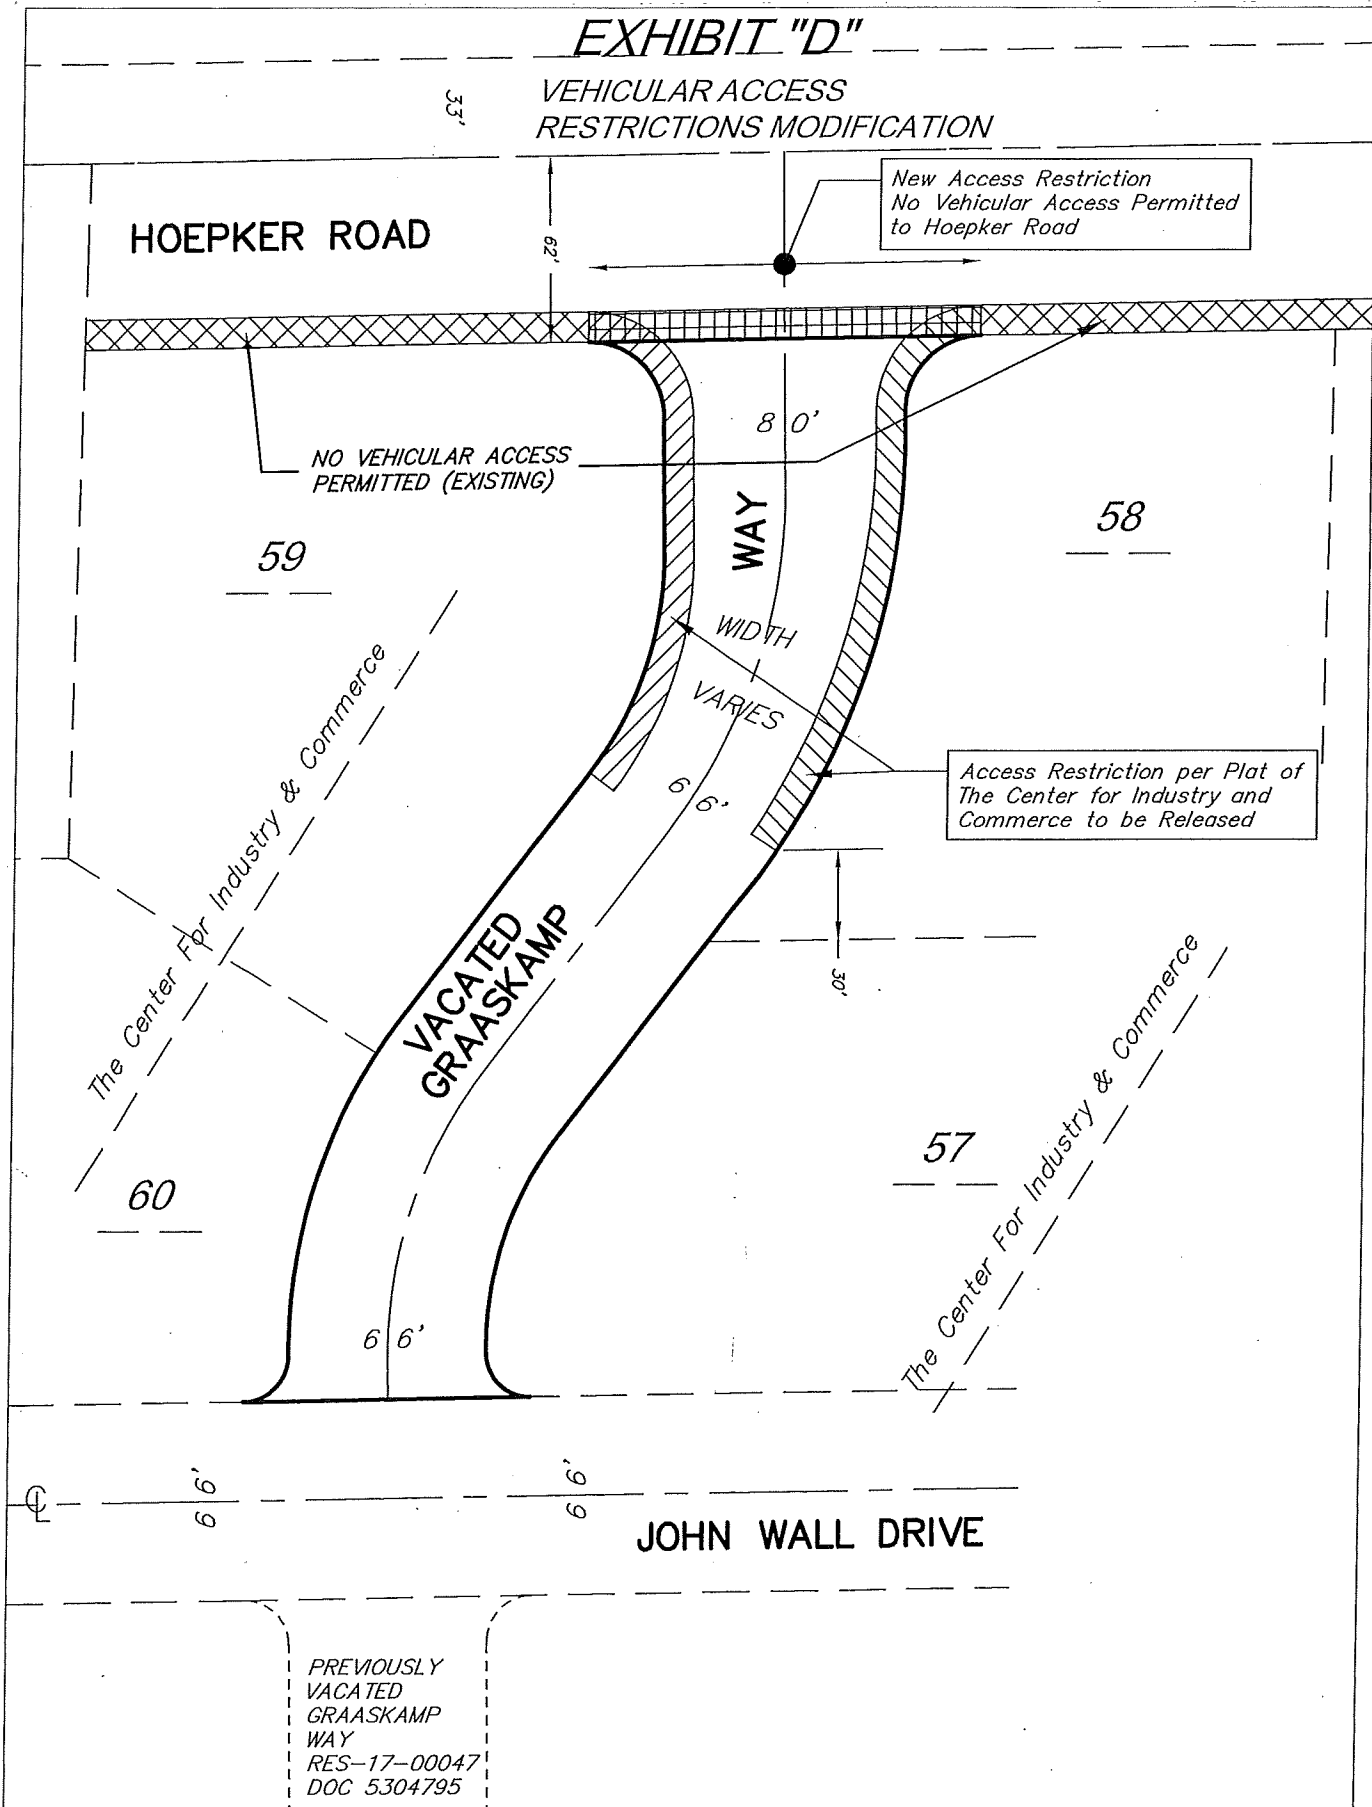 EXHIBIT "D"
VEHICULAR ACCESS
RESTRICTIONS MODIFICATION
33'
New Access Restriction
No Vehicular Access Permitted
to Hoepker Road
HOEPKER ROAD
62'
80'
NO VEHICULAR ACCESS
PERMITTED (EXISTING)
WAY
58
59
WIDTH
VARIES
The Center For Industry & Commerce
66'
Access Restriction per Plat of
The Center for Industry and
Commerce to be Released
VACATED
GRAASKAMP
30'
The Center For Industry & Commerce
57
60
66'
CL
66'
66'
JOHN WALL DRIVE
PREVIOUSLY
VACATED
GRAASKAMP
WAY
RES-17-00047
DOC 5304795